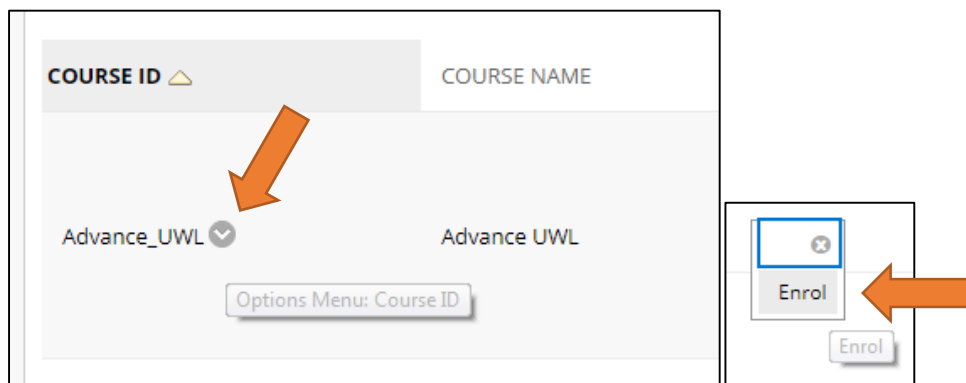 COURSE ID
COURSE NAME
Advance_UWL
Advance UWL
Options Menu: Course ID
Enrol
Enrol